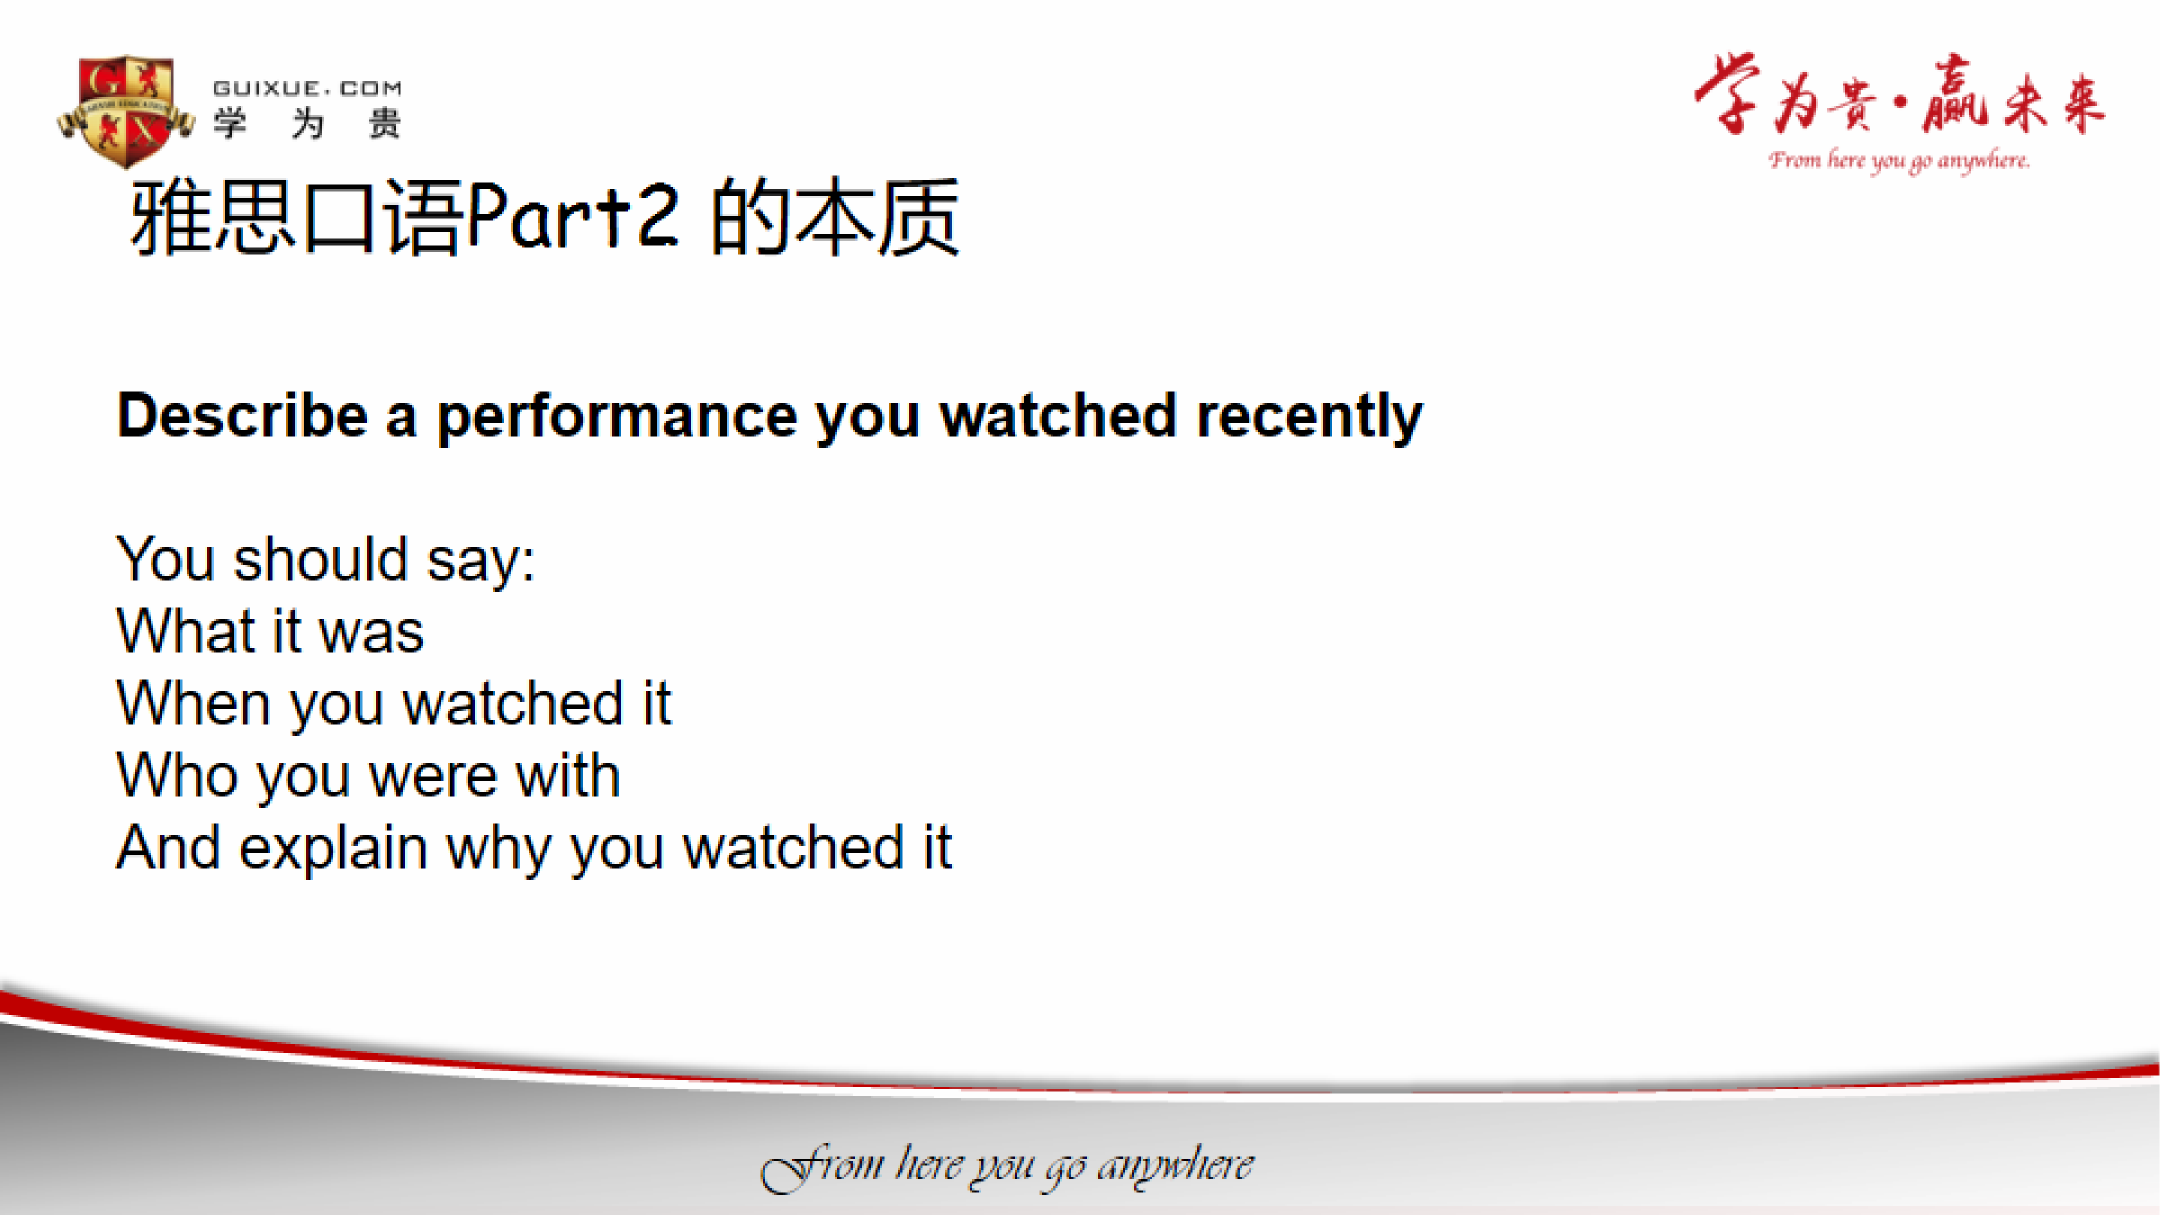 GUIXUE.COM
学为贵
学为贵·赢未来
From here you go anywhere.
雅思口语Part2 的本质
Describe a performance you watched recently
You should say:
What it was
When you watched it
Who you were with
And explain why you watched it
From here you go anywhere